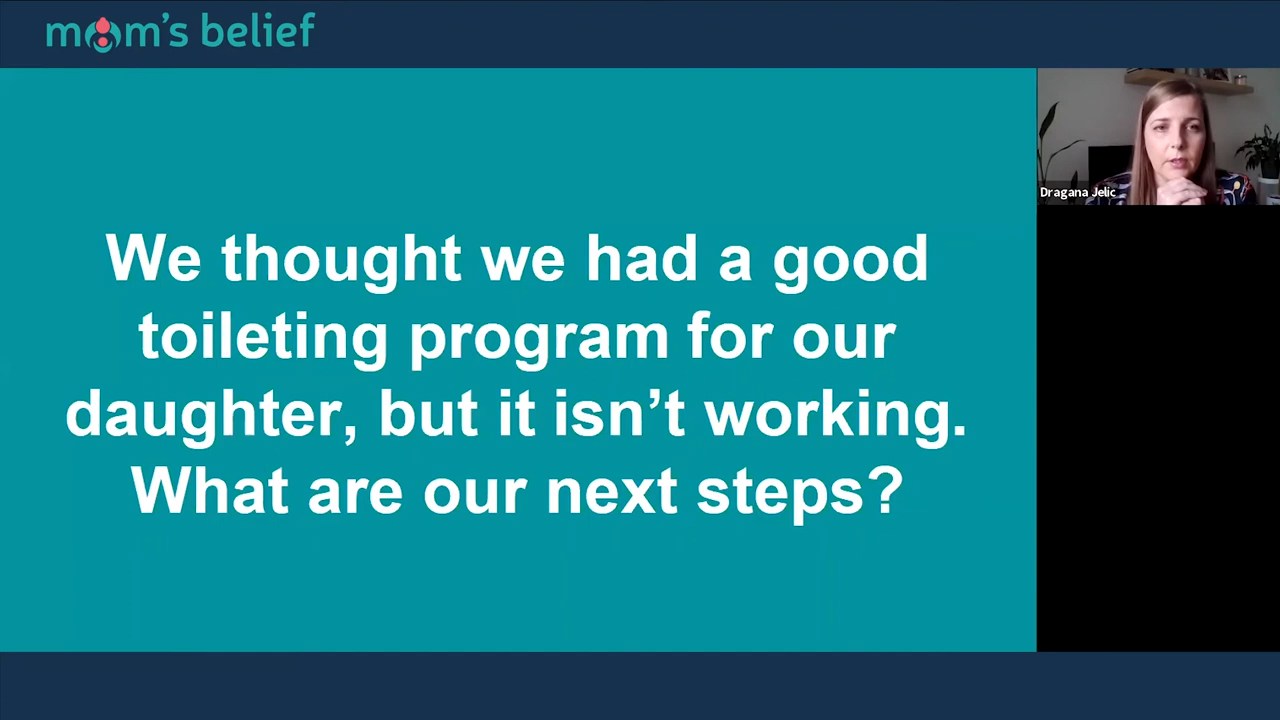 mom's belief
Dragana Jelic
We thought we had a good
toileting program for our
daughter, but it isn’t working.
What are our next steps?